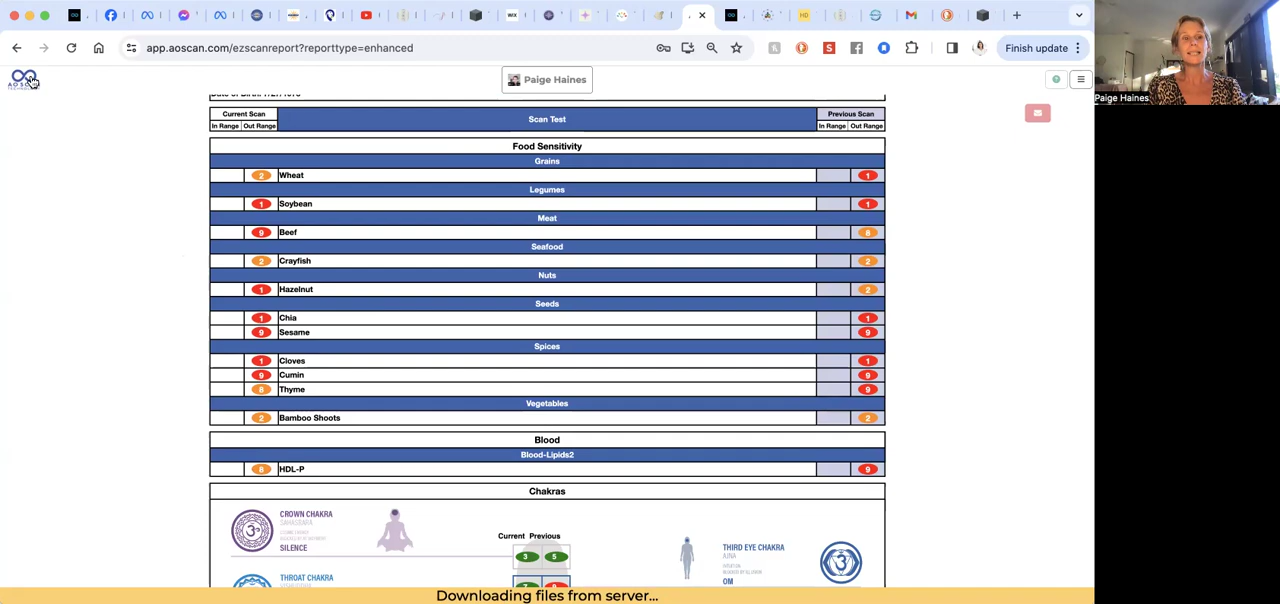 app.aoscan.com/ezscanreport?reporttype=enhanced
Finish update
AO SCAN
Paige Haines
Paige Haines
Current Scan
In Range Out Range
Scan Test
Previous Scan
In Range Out Range
Food Sensitivity
Grains
2 Wheat 1
Legumes
1 Soybean 1
Meat
9 Beef 8
Seafood
2 Crayfish 2
Nuts
1 Hazelnut 2
Seeds
1 Chia 1
9 Sesame 9
Spices
1 Cloves 1
9 Cumin 9
8 Thyme 9
Vegetables
2 Bamboo Shoots 2
Blood
Blood-Lipids2
8 HDL-P 9
Chakras
CROWN CHAKRA
SAHASRARA
SILENCE
Current Previous
3 5
THIRD EYE CHAKRA
AJNA
OM
THROAT CHAKRA
Downloading files from server...